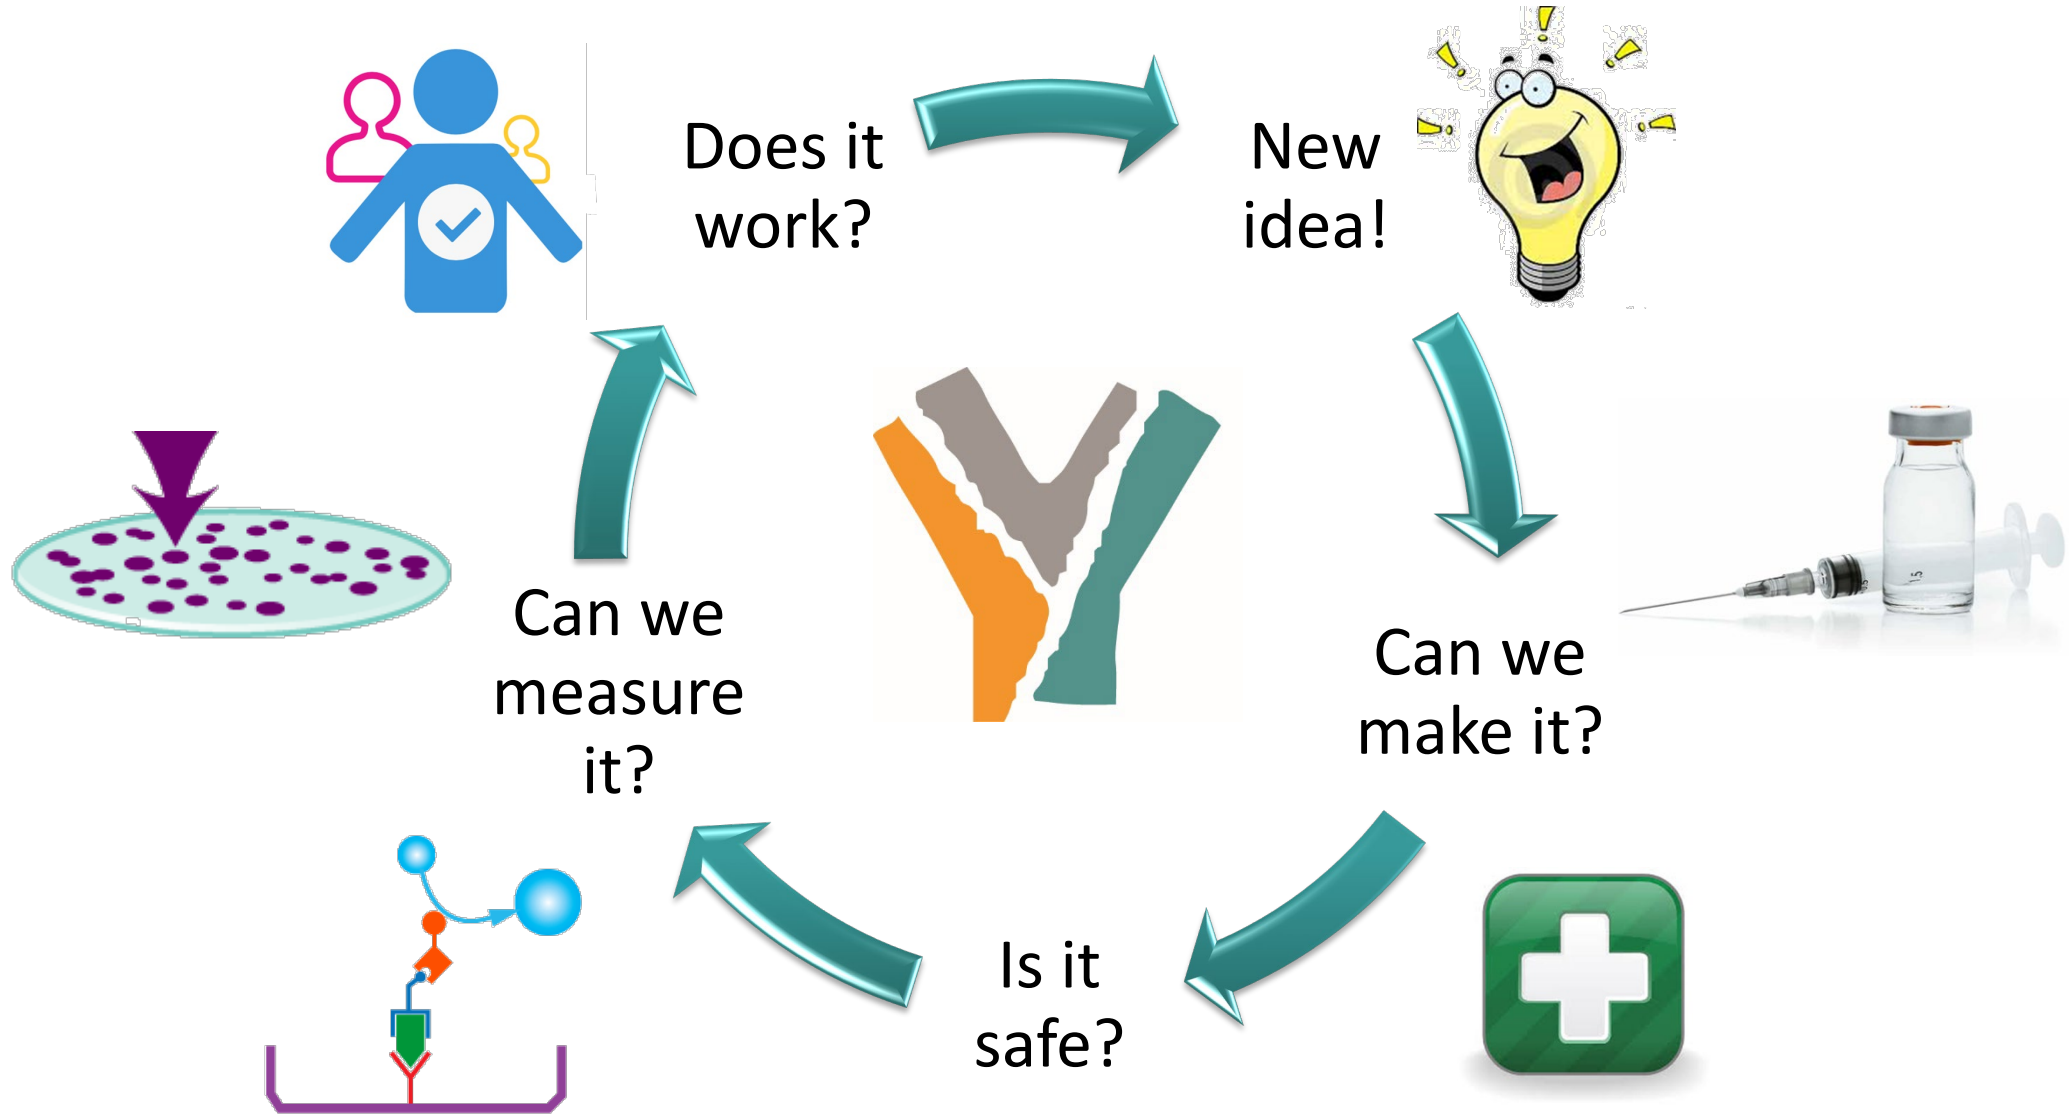 Does it
work?
New
idea!
Can we
make it?
Is it
safe?
Can we
measure
it?